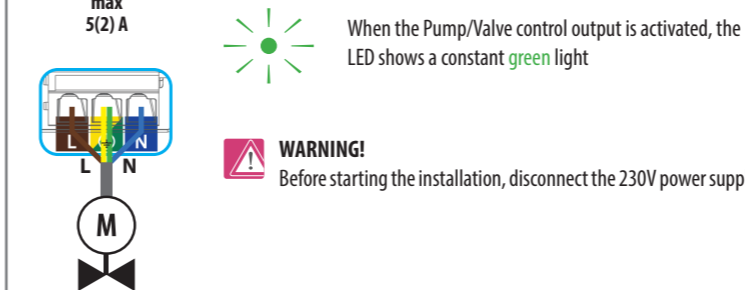 max
5(2) A
When the Pump/Valve control output is activated, the
LED shows a constant green light
L N
L N
WARNING!
Before starting the installation, disconnect the 230V power supp
M